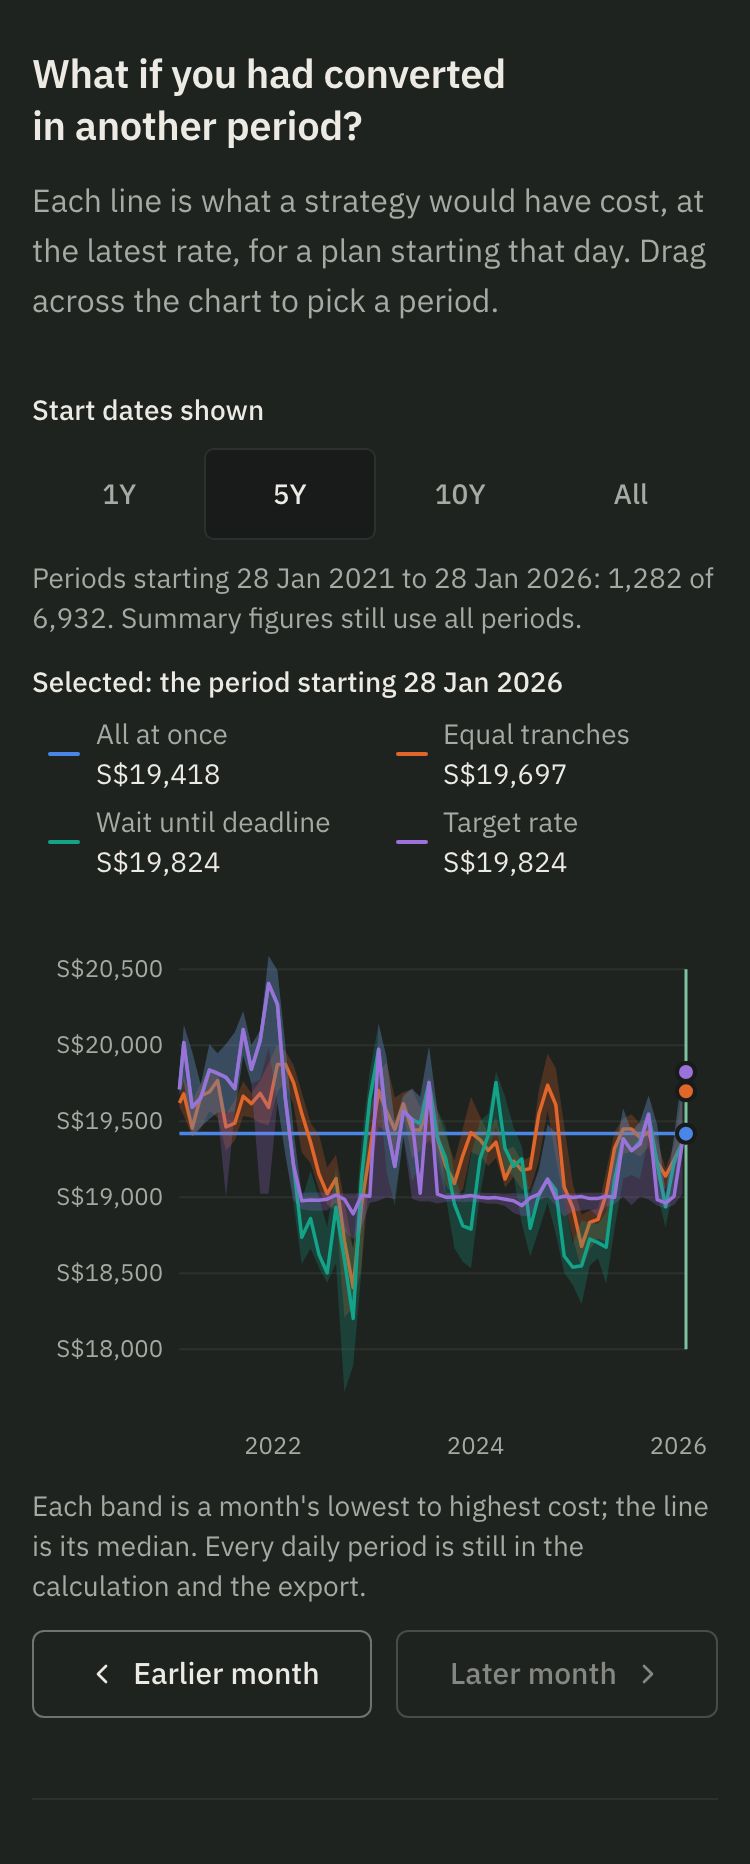 What if you had converted
in another period?
Each line is what a strategy would have cost, at
the latest rate, for a plan starting that day. Drag
across the chart to pick a period.
Start dates shown
1Y 5Y 10Y All
Periods starting 28 Jan 2021 to 28 Jan 2026: 1,282 of
6,932. Summary figures still use all periods.
Selected: the period starting 28 Jan 2026
All at once
S$19,418
Equal tranches
S$19,697
Wait until deadline
S$19,824
Target rate
S$19,824
S$20,500
S$20,000
S$19,500
S$19,000
S$18,500
S$18,000
2022 2024 2026
Each band is a month's lowest to highest cost; the line
is its median. Every daily period is still in the
calculation and the export.
Earlier month
Later month